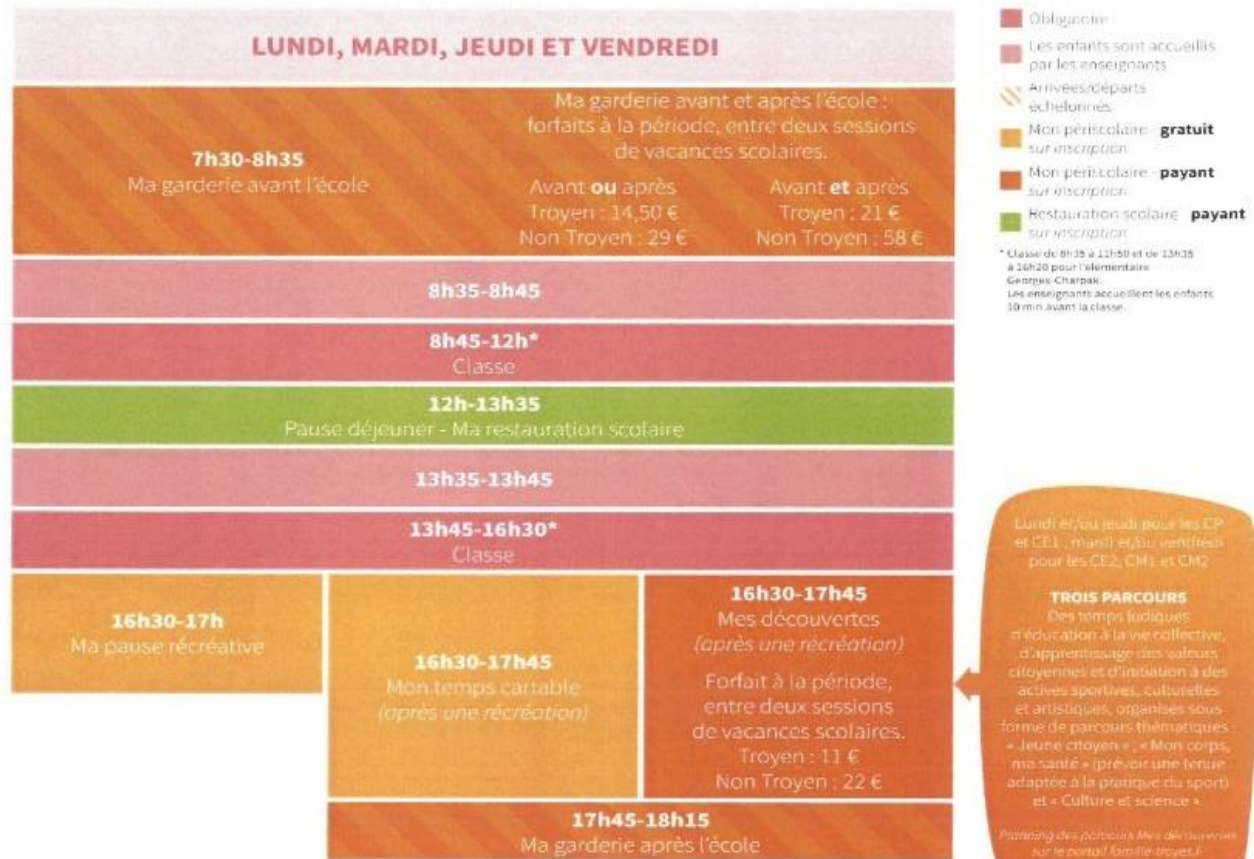 LUNDI, MARDI, JEUDI ET VENDREDI
7h30-8h35
Ma garderie avant l'école
Ma garderie avant et après l'école :
forfaits à la période, entre deux sessions
de vacances scolaires.
Avant ou après
Troyen : 14,50 €
Non Troyen : 29 €
Avant et après
Troyen : 21 €
Non Troyen : 58 €
8h35-8h45
8h45-12h*
Classe
12h-13h35
Pause déjeuner - Ma restauration scolaire
13h35-13h45
13h45-16h30*
Classe
16h30-17h
Ma pause récréative
16h30-17h45
Mon temps cartable
(après une récréation)
16h30-17h45
Mes découvertes
(après une récréation)
Forfait à la période,
entre deux sessions
de vacances scolaires.
Troyen : 11 €
Non Troyen : 22 €
17h45-18h15
Ma garderie après l'école
Obligatoire
Les enfants sont accueillis
par les enseignants
Arrivées/départs
échelonnés
Mon périscolaire - gratuit
sur inscription
Mon périscolaire - payant
sur inscription
Restauration scolaire - payant
sur inscription
* Classe de 8h35 à 11h50 et de 13h35
à 16h20 pour l'élémentaire
Georges-Charpak.
Les enseignants accueillent les enfants
10 min avant la classe.
Lundi et/ou jeudi pour les CP
et CE1 ; mardi et/ou vendredi
pour les CE2, CM1 et CM2
TROIS PARCOURS
Des temps ludiques
d'éducation à la vie collective,
d'apprentissage des valeurs
citoyennes et d'initiation à des
actives sportives, culturelles
et artistiques, organisés sous
forme de parcours thématiques
« Jeune citoyen » ; « Mon corps,
ma santé » (prévoir une tenue
adaptée à la pratique du sport)
et « Culture et science »
Planning des parcours Mes découvertes
sur le portail